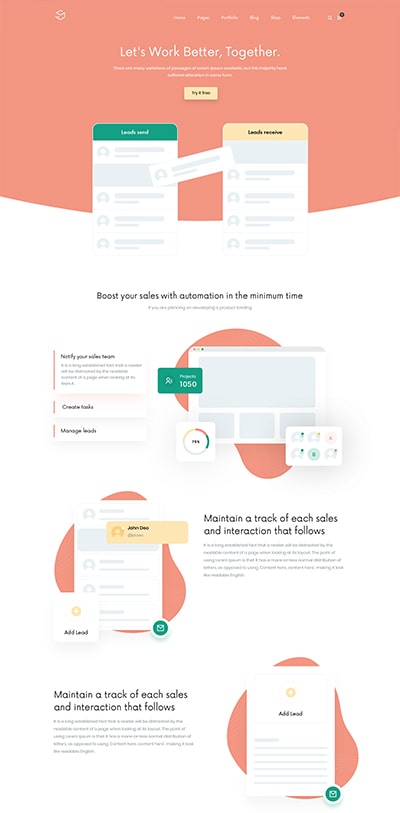 Home Pages Portfolio Blog Shop Elements
Let's Work Better, Together.
There are many variations of passages of Lorem Ipsum available, but the majority have
suffered alteration in some form.
Try it free
Leads send
Leads receive
Boost your sales with automation in the minimum time
If you are planning on developing a product briefing
Notify your sales team
It is a long established fact that a reader
will be distracted by the readable
content of a page when looking at its
Create tasks
Manage leads
Projects
1050
75%
A
B
John Deo
Add Lead
Maintain a track of each sales
and interaction that follows
It is a long established fact that a reader will be distracted by the
readable content of a page when looking at its layout. The point of
using Lorem Ipsum is that it has a more-or-less normal distribution of
letters, as opposed to using. Content here, content here', making it look
like readable English.
Maintain a track of each sales
and interaction that follows
It is a long established fact that a reader will be distracted by the
readable content of a page when looking at its layout. The point of
using Lorem Ipsum is that it has a more-or-less normal distribution of
letters, as opposed to using. Content here, content here', making it look
like readable English.
Add Lead